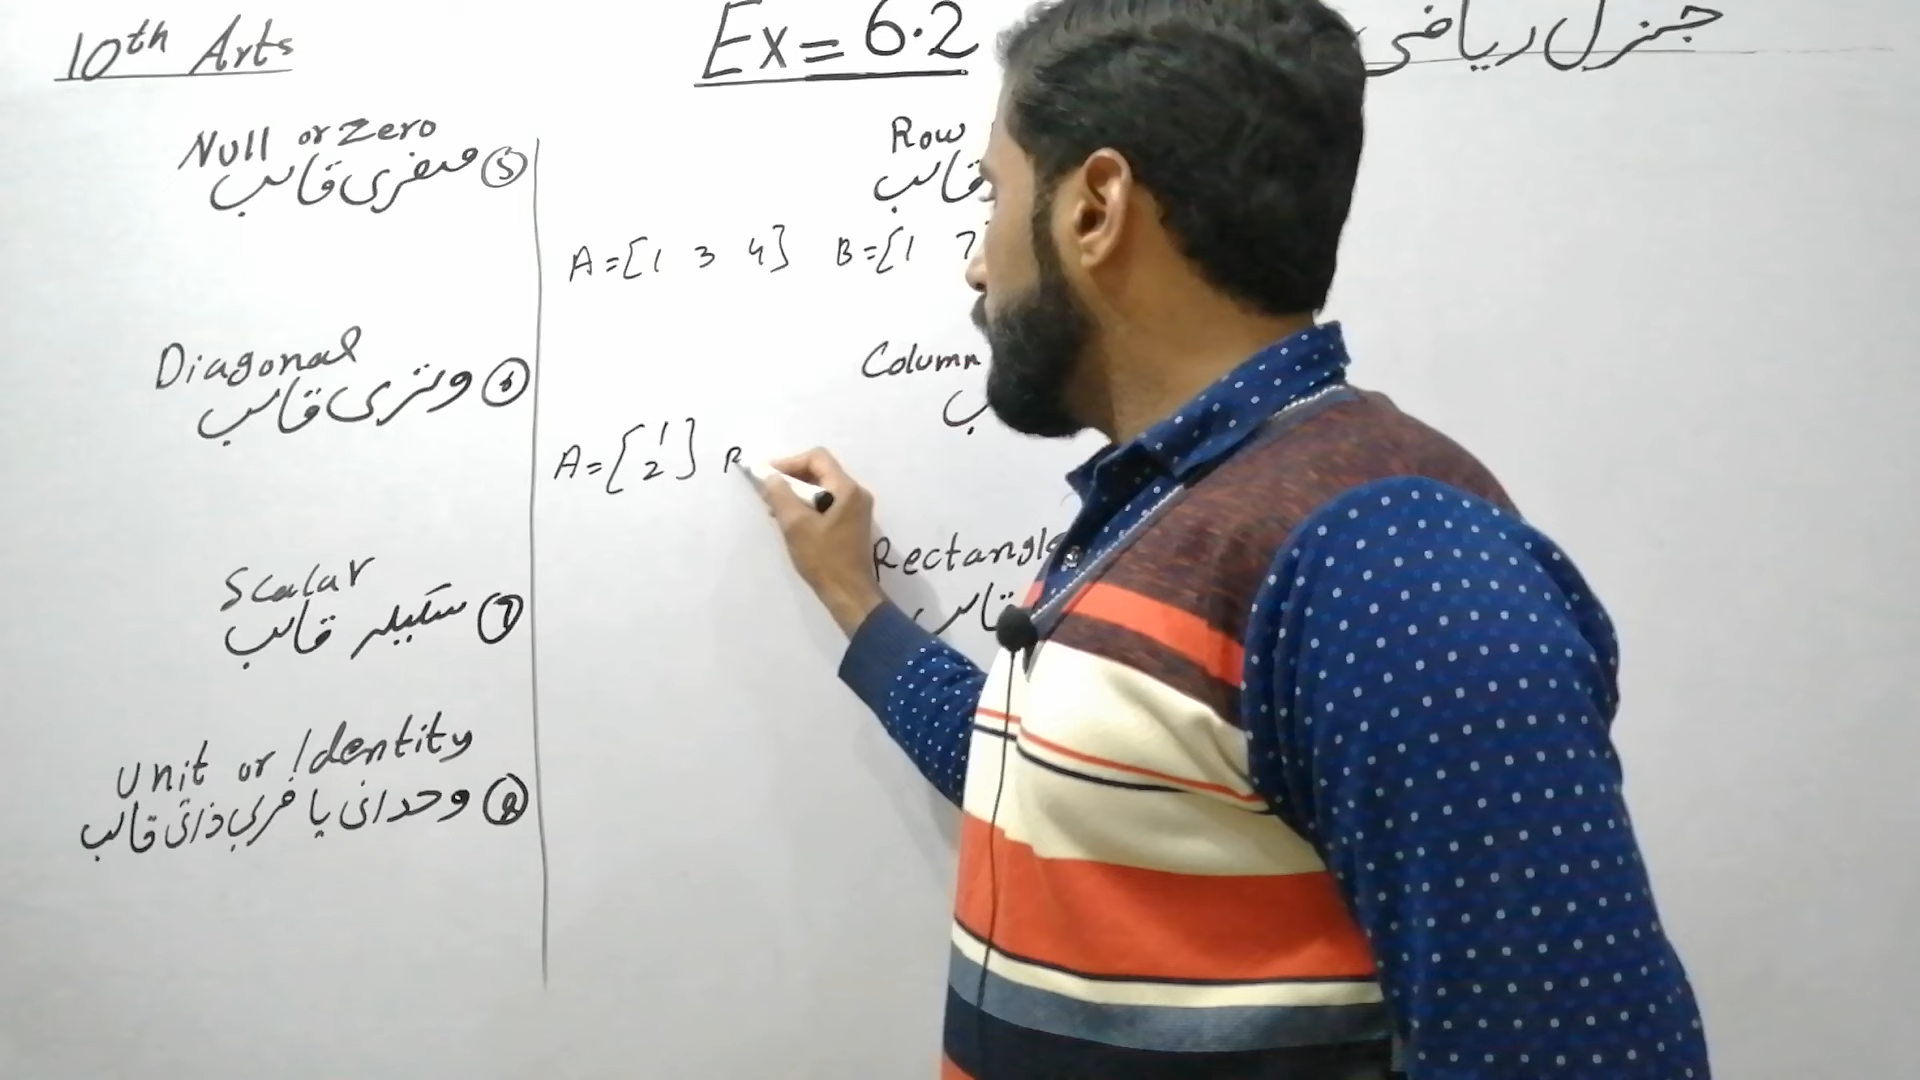 10th Arts
Ex = 6.2
جنرل ریاضی
Null or Zero
صفری قالب ⑤
Diagonal
وتری قالب ⑥
Scalar
سکیلر قالب ⑦
Unit or Identity
وحدانی یا ضربی ذاتی قالب ⑧
Row
قالب
A = [1 3 4] B = [1 7
Column
A = [1
2]
Rectangle
قالب